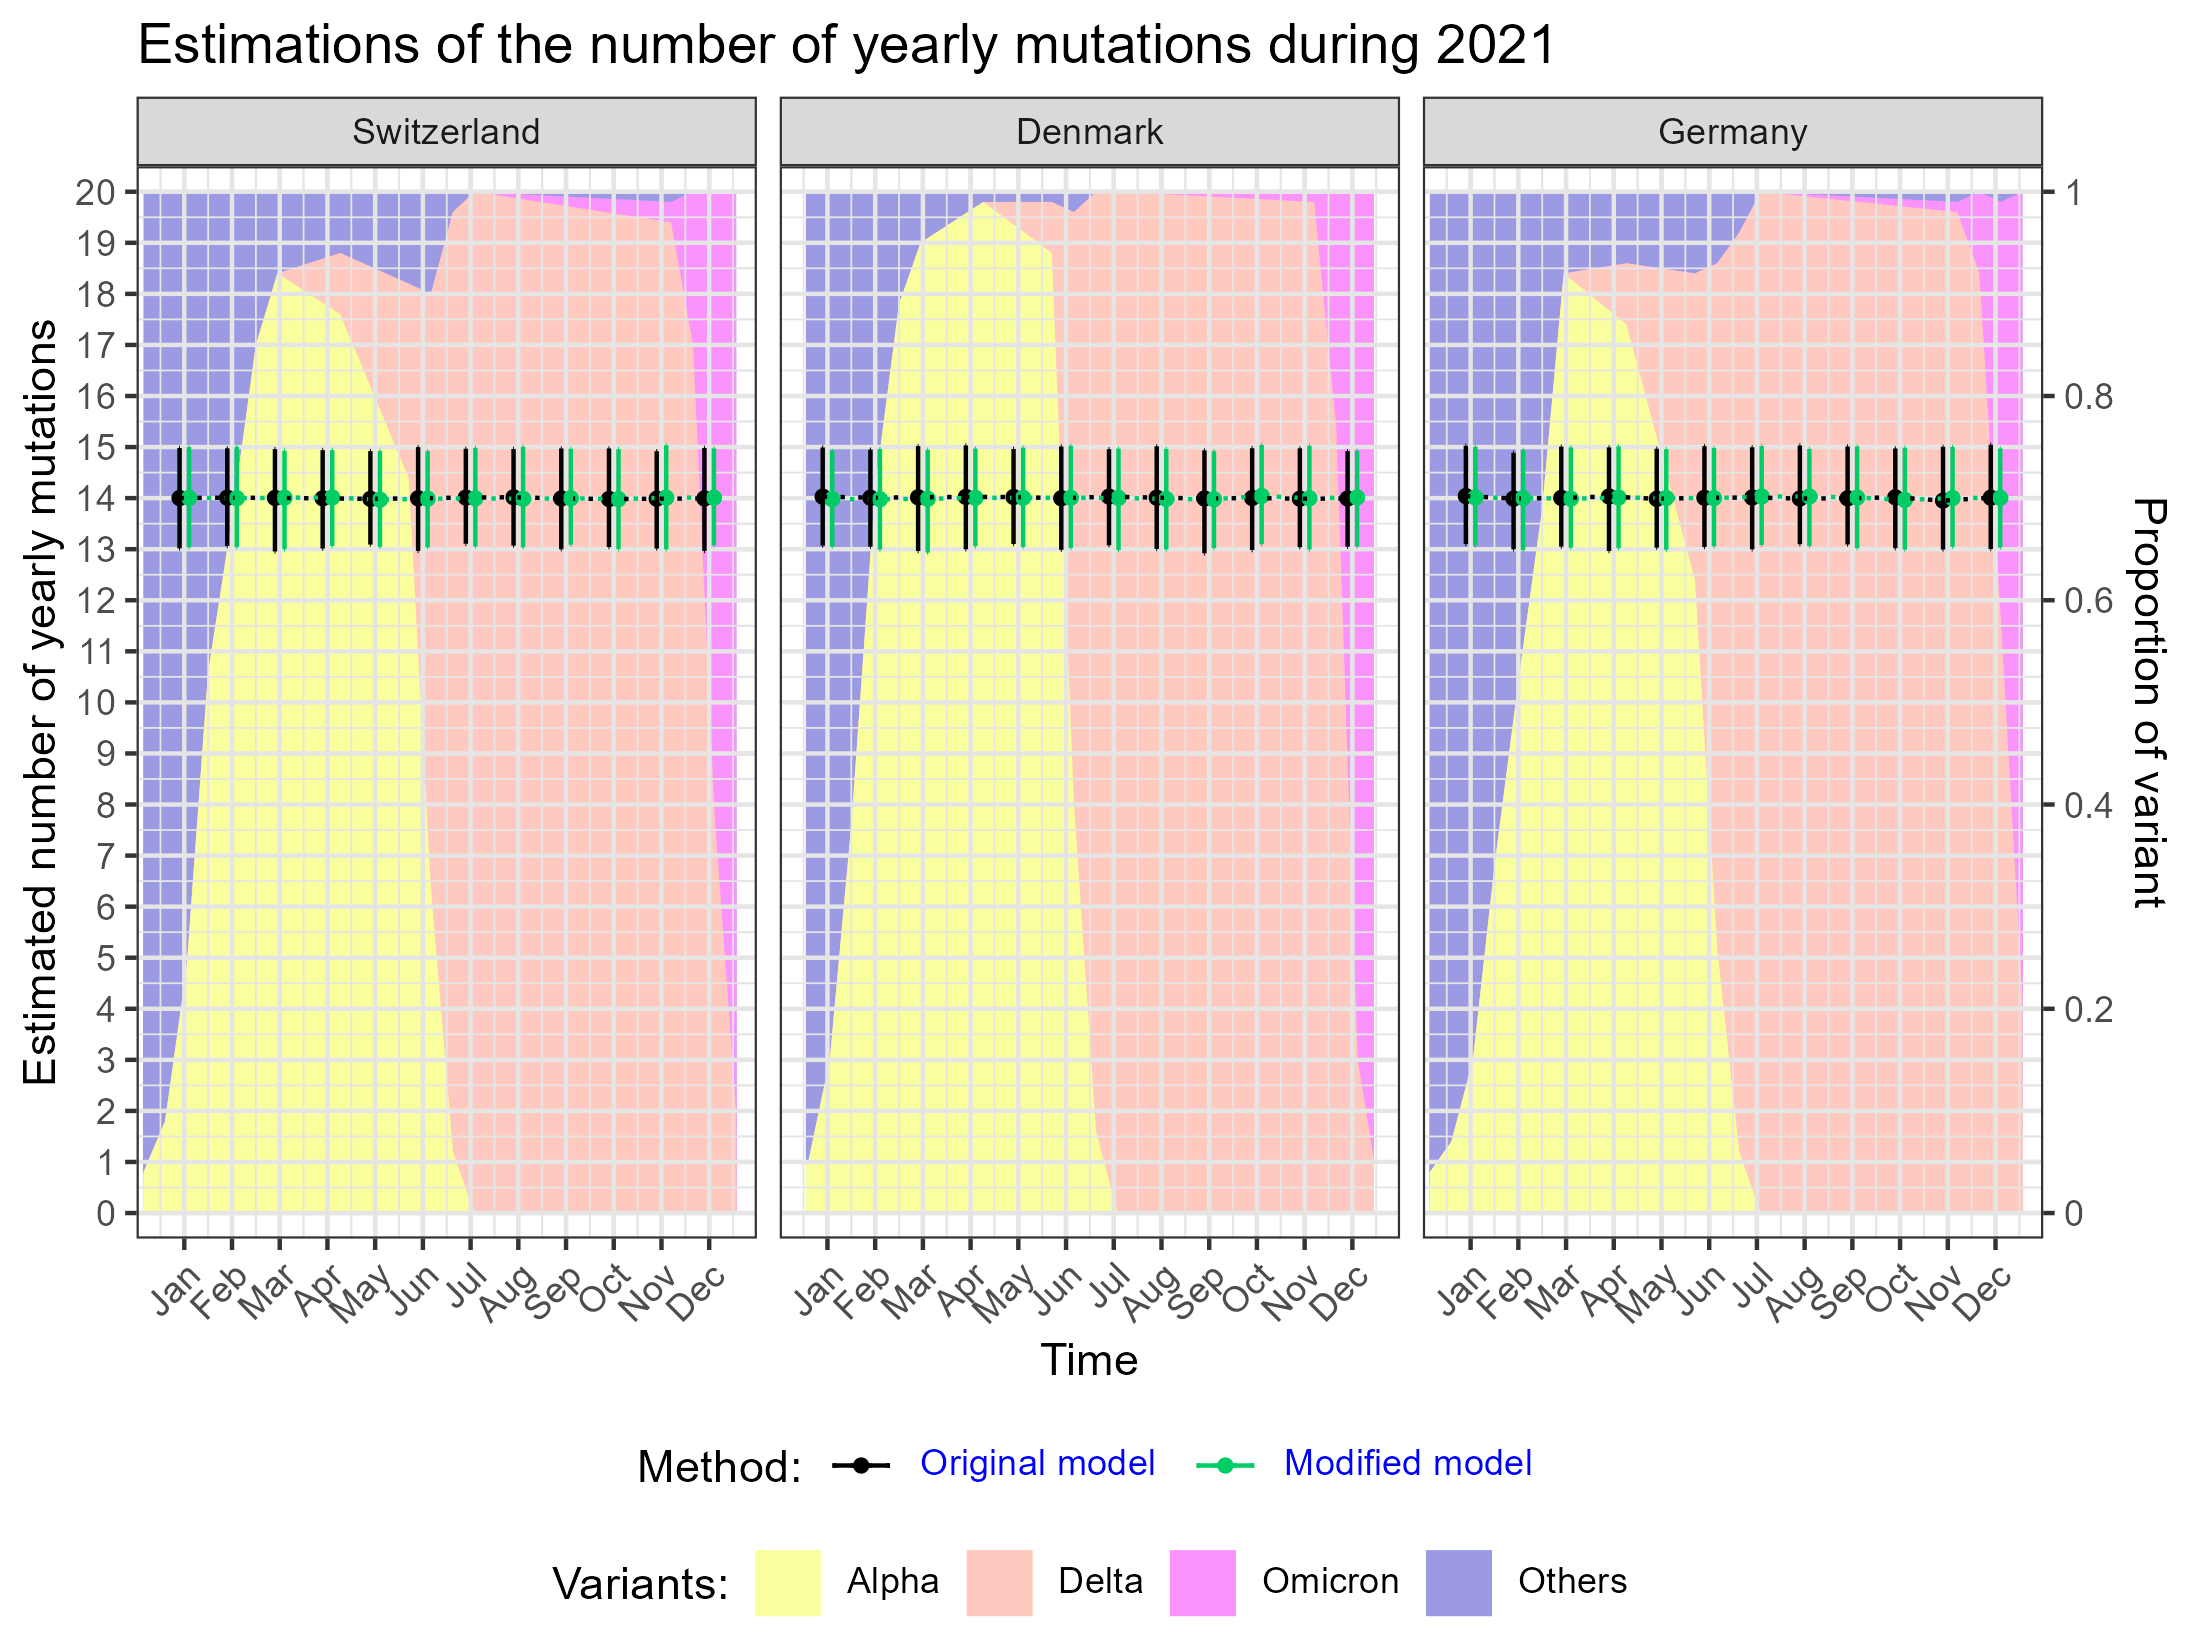 Estimations of the number of yearly mutations during 2021
Switzerland
Denmark
Germany
Estimated number of yearly mutations
20
19
18
17
16
15
14
13
12
11
10
9
8
7
6
5
4
3
2
1
0
1
0.8
0.6
0.4
0.2
0
Proportion of variant
Jan Feb Mar Apr May Jun Jul Aug Sep Oct Nov Dec
Jan Feb Mar Apr May Jun Jul Aug Sep Oct Nov Dec
Jan Feb Mar Apr May Jun Jul Aug Sep Oct Nov Dec
Time
Method: Original model Modified model
Variants: Alpha Delta Omicron Others